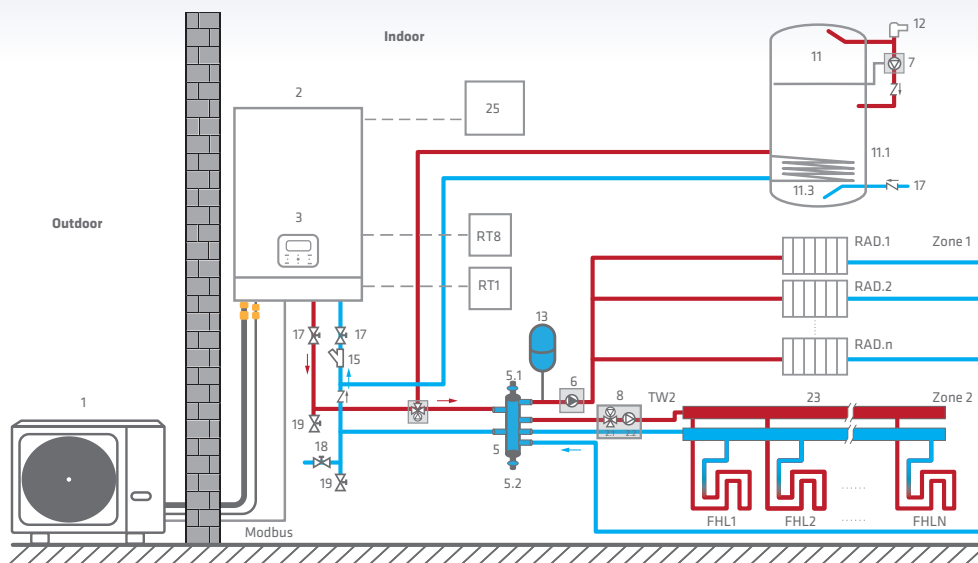 Indoor
12
2
11
7
25
11.1
11.3
17
Outdoor
3
RT8
RAD.1
Zone 1
RT1
RAD.2
13
17
17
RAD.n
15
5.1
6
8
TW2
23
Zone 2
1
19
18
5
19
5.2
FHL1
FHL2
......
FHLN
Modbus